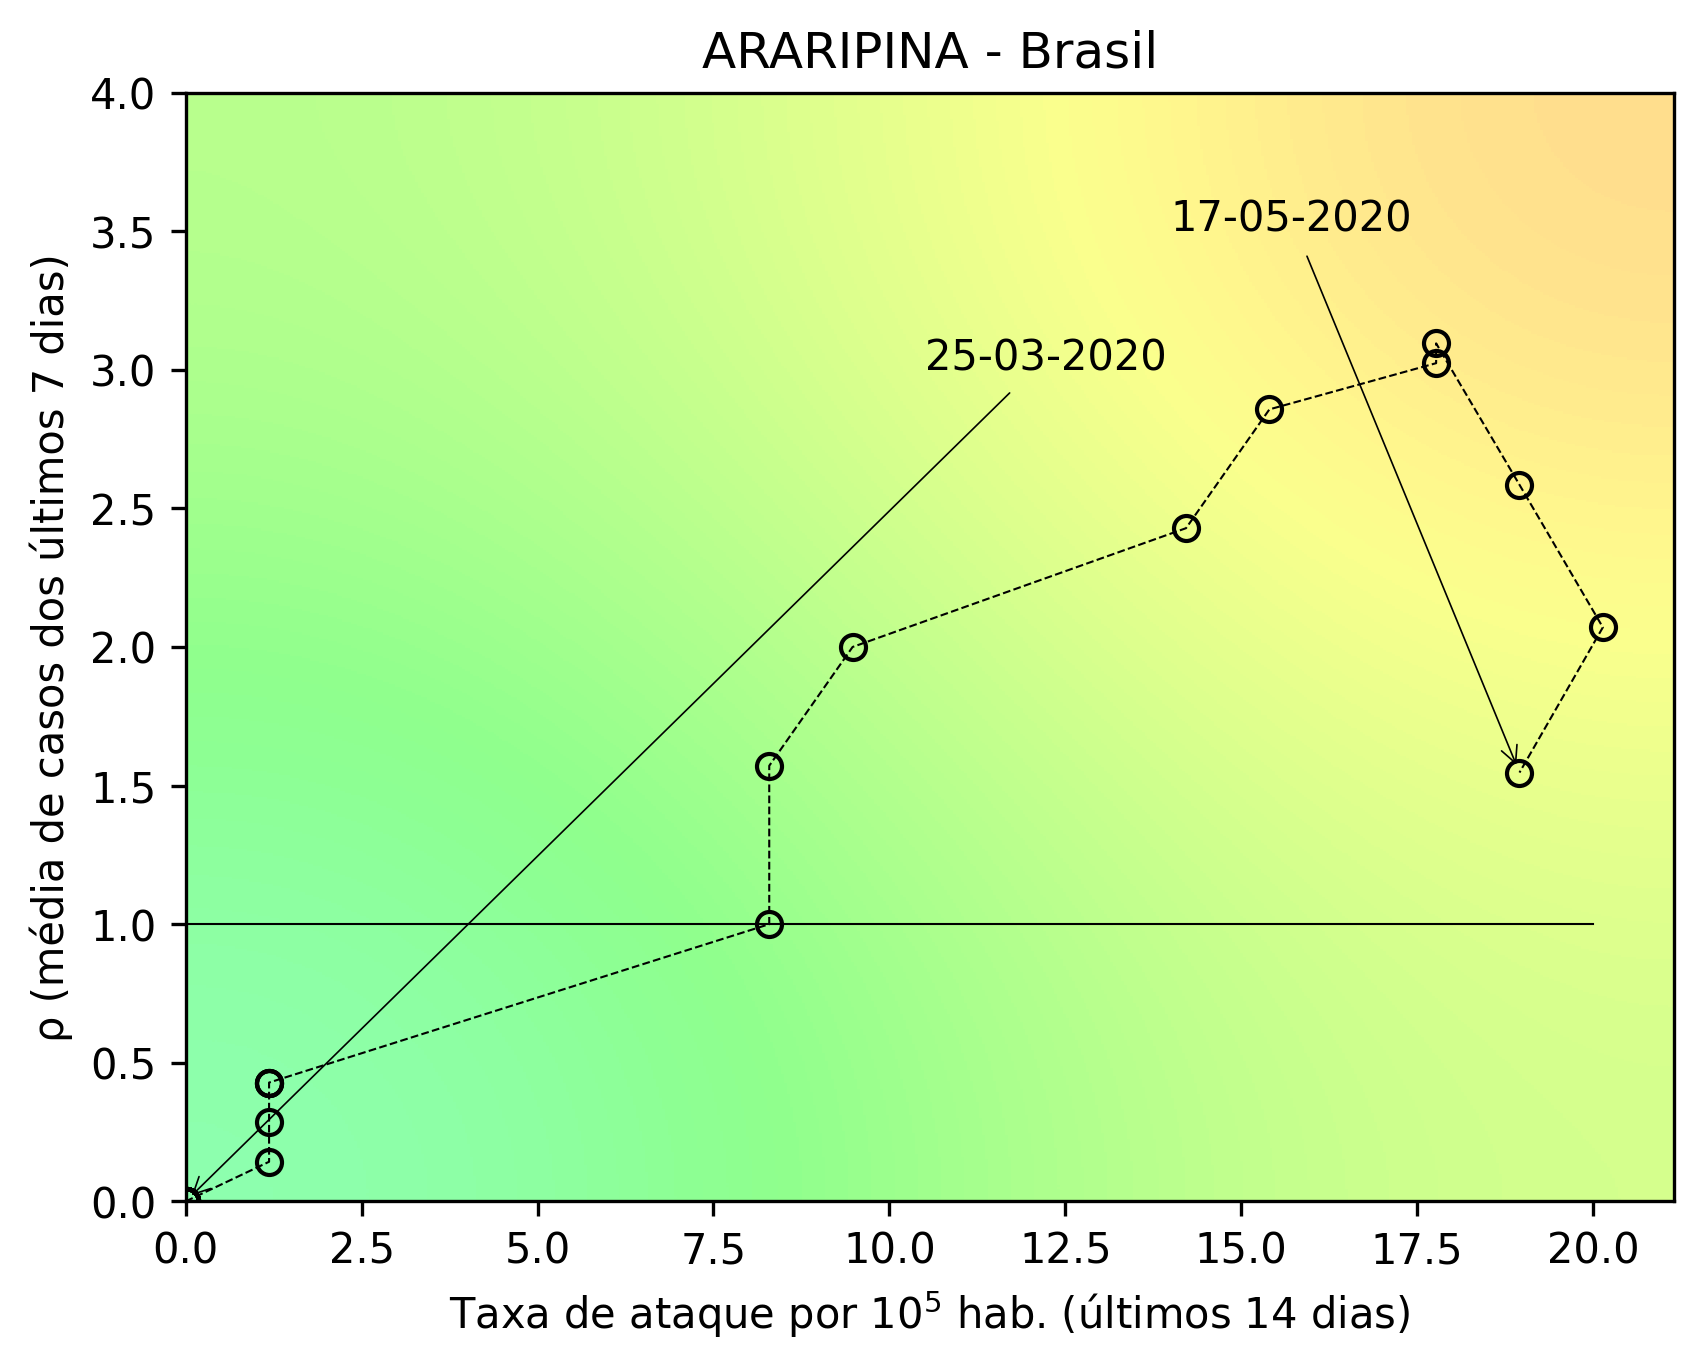 ARARIPINA - Brasil
4.0
3.5
3.0
2.5
2.0
1.5
1.0
0.5
0.0
ρ (média de casos dos últimos 7 dias)
17-05-2020
25-03-2020
0.0 2.5 5.0 7.5 10.0 12.5 15.0 17.5 20.0
Taxa de ataque por 10⁵ hab. (últimos 14 dias)